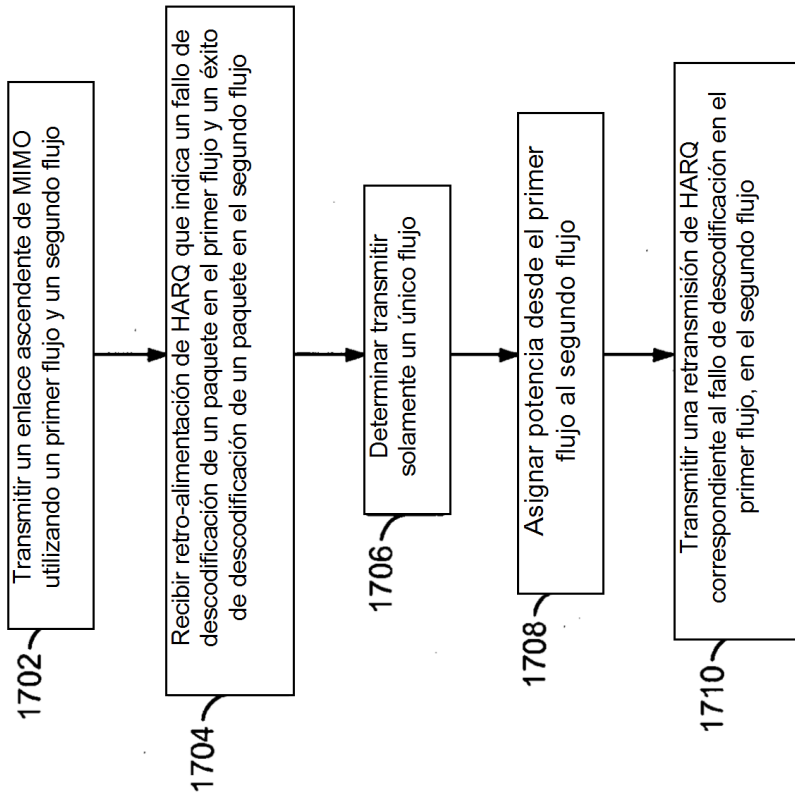 1702
Transmitir un enlace ascendente de MIMO
utilizando un primer flujo y un segundo flujo
1704
Recibir retro-alimentación de HARQ que indica un fallo de
descodificación de un paquete en el primer flujo y un éxito
de descodificación de un paquete en el segundo flujo
1706
Determinar transmitir
solamente un único flujo
1708
Asignar potencia desde el primer
flujo al segundo flujo
1710
Transmitir una retransmisión de HARQ
correspondiente al fallo de descodificación en el
primer flujo, en el segundo flujo